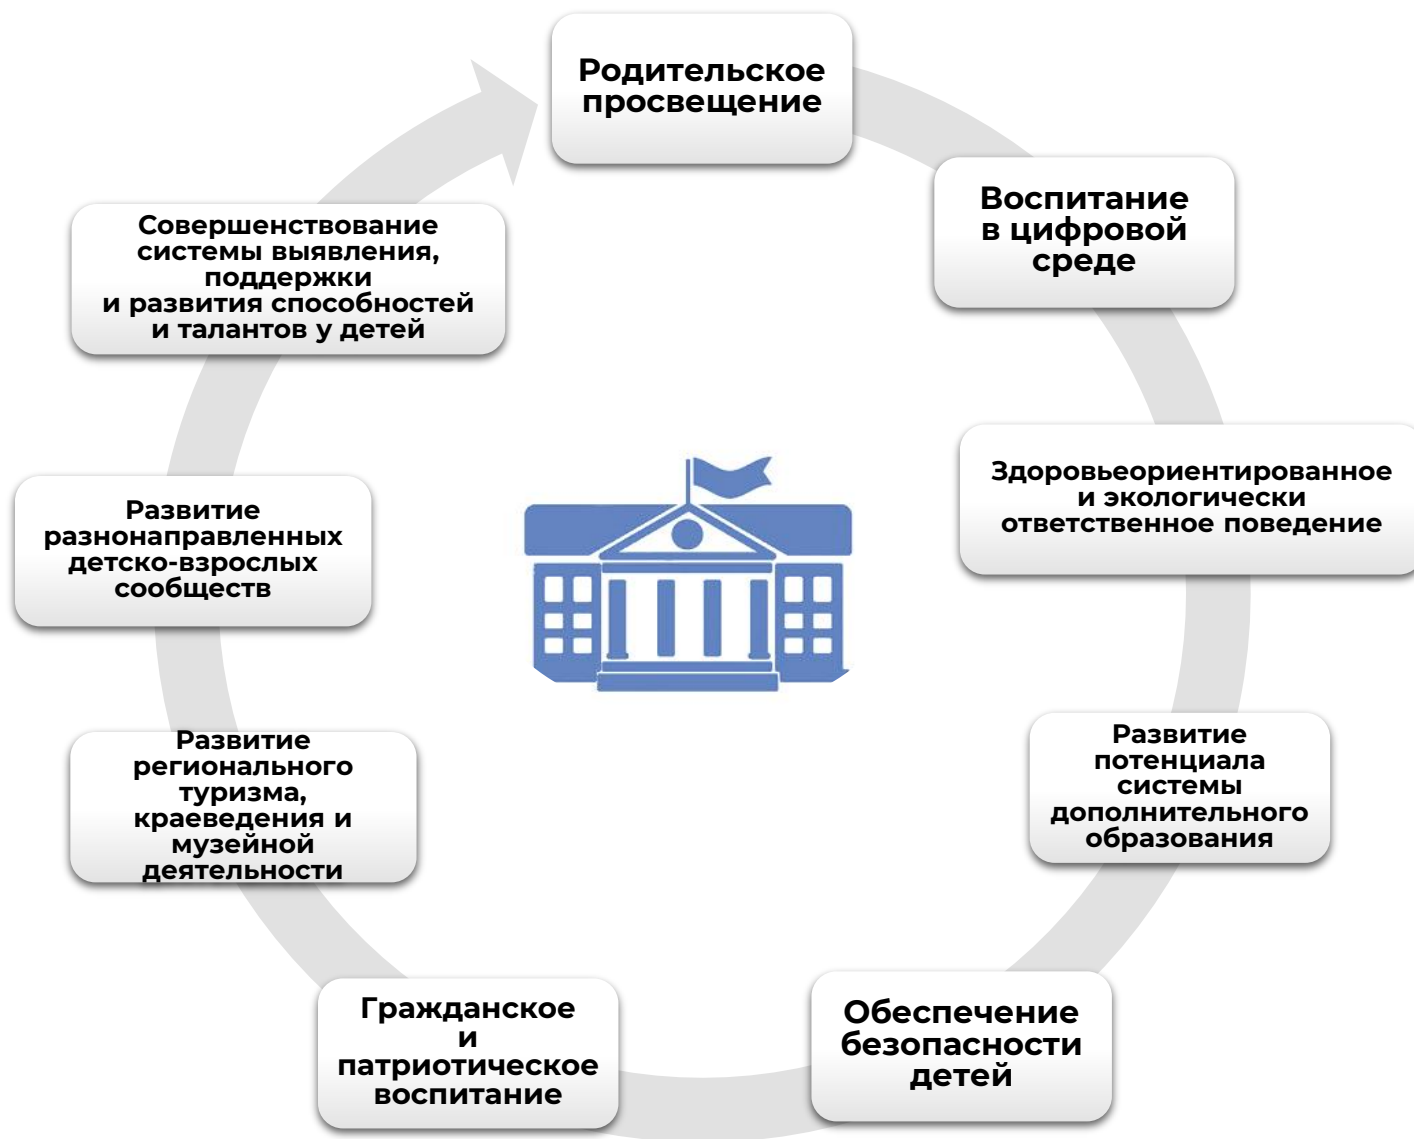 Родительское
просвещение
Воспитание
в цифровой
среде
Здоровьеориентированное
и экологически
ответственное поведение
Развитие
потенциала
системы
дополнительного
образования
Обеспечение
безопасности
детей
Гражданское
и
патриотическое
воспитание
Развитие
регионального
туризма,
краеведения и
музейной
деятельности
Развитие
разнонаправленных
детско-взрослых
сообществ
Совершенствование
системы выявления,
поддержки
и развития способностей
и талантов у детей